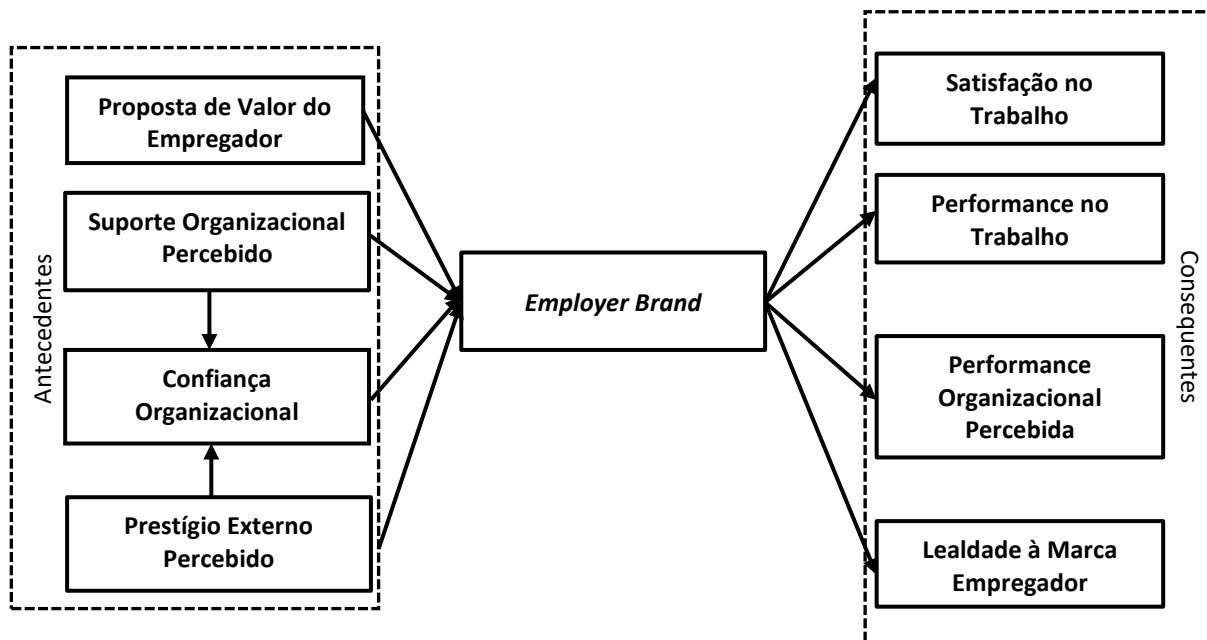 Antecedentes
Proposta de Valor do
Empregador
Suporte Organizacional
Percebido
Confiança
Organizacional
Prestígio Externo
Percebido
Employer Brand
Satisfação no
Trabalho
Performance no
Trabalho
Performance
Organizacional
Percebida
Lealdade à Marca
Empregador
Consequentes